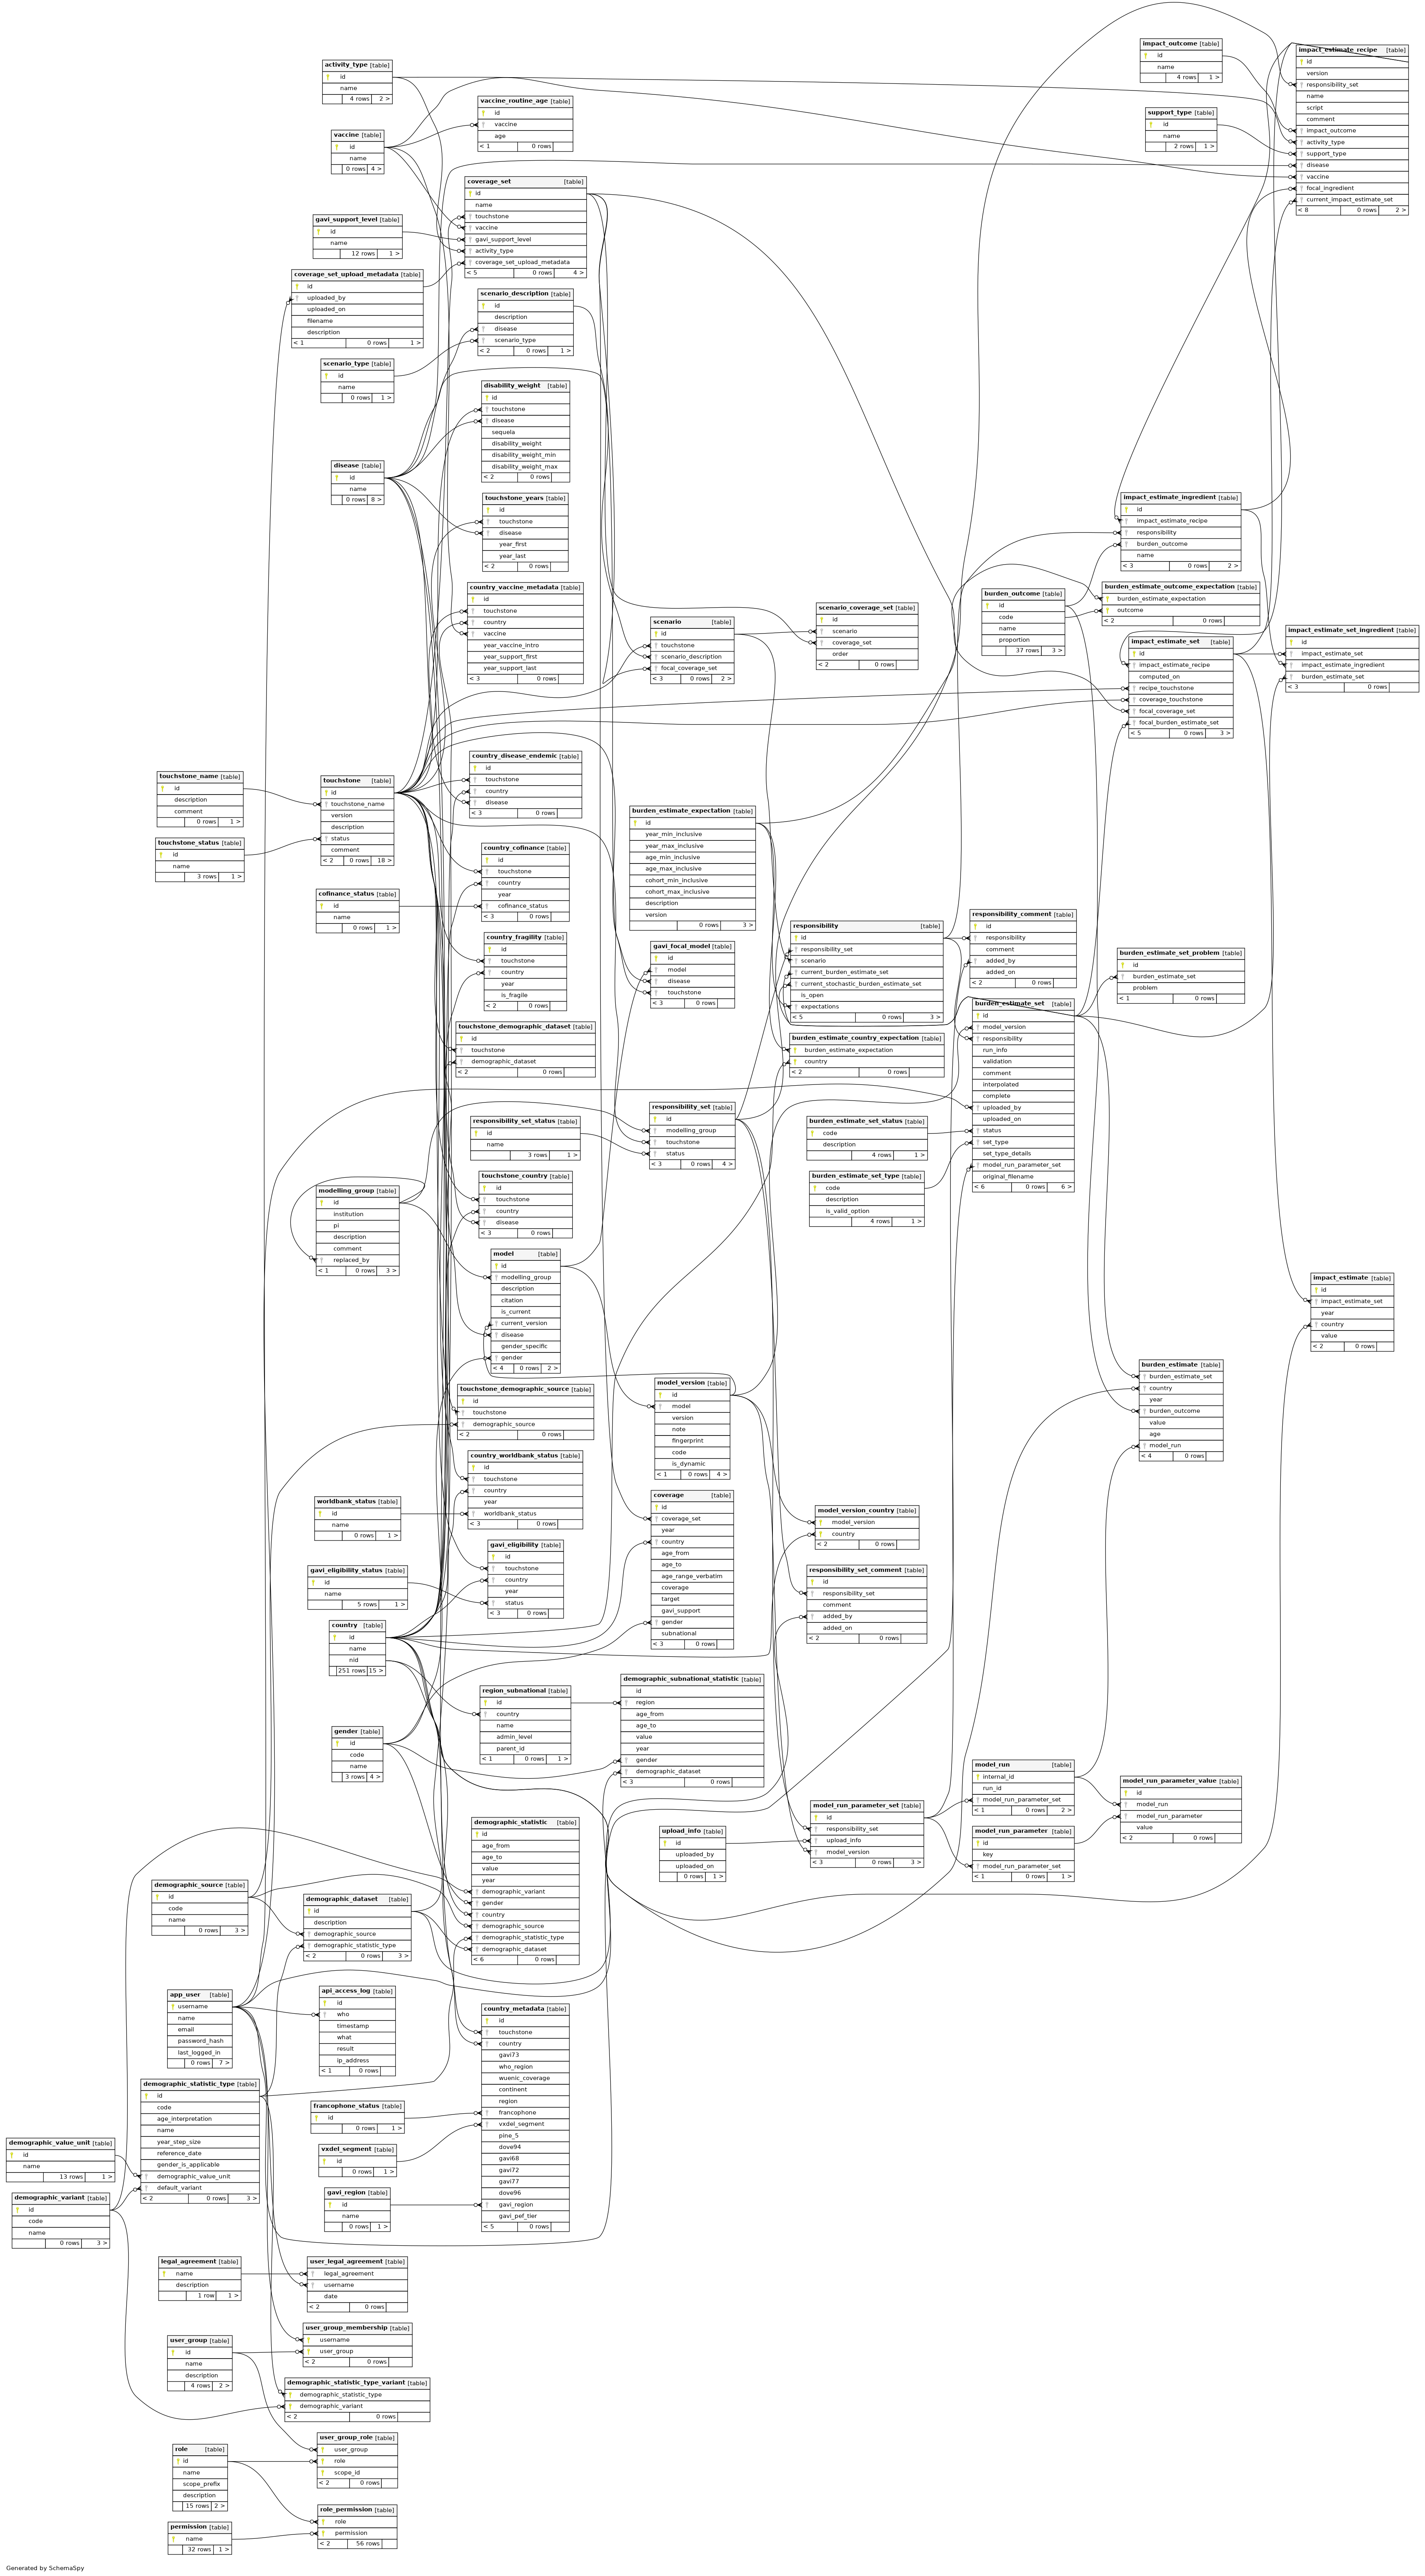 activity_type [table]
id
name
4 rows 2 >
vaccine [table]
id
name
0 rows 4 >
gavi_support_level [table]
id
name
12 rows 1 >
coverage_set_upload_metadata [table]
id
uploaded_by
uploaded_on
filename
description
< 1 0 rows 1 >
scenario_type [table]
id
name
0 rows 1 >
disease [table]
id
name
0 rows 8 >
vaccine_routine_age [table]
id
vaccine
age
< 1 0 rows
coverage_set [table]
id
name
touchstone
vaccine
gavi_support_level
activity_type
coverage_set_upload_metadata
< 5 0 rows 4 >
scenario_description [table]
id
description
disease
scenario_type
< 2 0 rows 1 >
disability_weight [table]
id
touchstone
disease
sequela
disability_weight
disability_weight_min
disability_weight_max
< 2 0 rows
touchstone_years [table]
id
touchstone
disease
year_first
year_last
< 2 0 rows
country_vaccine_metadata [table]
id
touchstone
country
vaccine
year_vaccine_intro
year_support_first
year_support_last
< 3 0 rows
impact_outcome [table]
id
name
4 rows 1 >
support_type [table]
id
name
2 rows 1 >
impact_estimate_recipe [table]
id
version
responsibility_set
name
script
comment
impact_outcome
activity_type
support_type
disease
vaccine
focal_ingredient
current_impact_estimate_set
< 8 0 rows 2 >
impact_estimate_ingredient [table]
id
impact_estimate_recipe
responsibility
burden_outcome
name
< 3 0 rows 2 >
burden_estimate_outcome_expectation [table]
burden_estimate_expectation
outcome
< 2 0 rows
burden_outcome [table]
id
code
name
proportion
37 rows 3 >
scenario [table]
id
touchstone
scenario_description
focal_coverage_set
< 3 0 rows 2 >
scenario_coverage_set [table]
id
scenario
coverage_set
order
< 2 0 rows
impact_estimate_set [table]
id
impact_estimate_recipe
computed_on
recipe_touchstone
coverage_touchstone
focal_coverage_set
focal_burden_estimate_set
< 5 0 rows 3 >
impact_estimate_set_ingredient [table]
id
impact_estimate_set
impact_estimate_ingredient
burden_estimate_set
< 3 0 rows
touchstone_name [table]
id
description
comment
0 rows 1 >
touchstone_status [table]
id
name
3 rows 1 >
touchstone [table]
id
touchstone_name
version
description
status
comment
< 2 0 rows 18 >
cofinance_status [table]
id
name
0 rows 1 >
country_disease_endemic [table]
id
touchstone
country
disease
< 3 0 rows
country_cofinance [table]
id
touchstone
country
year
cofinance_status
< 3 0 rows
country_fragility [table]
id
touchstone
country
year
is_fragile
< 2 0 rows
touchstone_demographic_dataset [table]
id
touchstone
demographic_dataset
< 2 0 rows
burden_estimate_expectation [table]
id
year_min_inclusive
year_max_inclusive
age_min_inclusive
age_max_inclusive
cohort_min_inclusive
cohort_max_inclusive
description
version
0 rows 3 >
gavi_focal_model [table]
id
model
disease
touchstone
< 3 0 rows
responsibility [table]
id
responsibility_set
scenario
current_burden_estimate_set
current_stochastic_burden_estimate_set
is_open
expectations
< 5 0 rows 3 >
burden_estimate_country_expectation [table]
burden_estimate_expectation
country
< 2 0 rows
responsibility_comment [table]
id
responsibility
comment
added_by
added_on
< 2 0 rows
burden_estimate_set_problem [table]
id
burden_estimate_set
problem
< 1 0 rows
burden_estimate_set [table]
id
model_version
responsibility
run_info
validation
comment
interpolated
complete
uploaded_by
uploaded_on
status
set_type
set_type_details
model_run_parameter_set
original_filename
< 6 0 rows 6 >
responsibility_set_status [table]
id
name
3 rows 1 >
responsibility_set [table]
id
modelling_group
touchstone
status
< 3 0 rows 4 >
burden_estimate_set_status [table]
code
description
4 rows 1 >
burden_estimate_set_type [table]
code
description
is_valid_option
4 rows 1 >
modelling_group [table]
id
institution
pi
description
comment
replaced_by
< 1 0 rows 3 >
touchstone_country [table]
id
touchstone
country
disease
< 3 0 rows
model [table]
id
modelling_group
description
citation
is_current
current_version
disease
gender_specific
gender
< 4 0 rows 2 >
impact_estimate [table]
id
impact_estimate_set
year
country
value
< 2 0 rows
burden_estimate [table]
burden_estimate_set
country
year
burden_outcome
value
age
model_run
< 4 0 rows
touchstone_demographic_source [table]
id
touchstone
demographic_source
< 2 0 rows
model_version [table]
id
model
version
note
fingerprint
code
is_dynamic
< 1 0 rows 4 >
country_worldbank_status [table]
id
touchstone
country
year
worldbank_status
< 3 0 rows
worldbank_status [table]
id
name
0 rows 1 >
gavi_eligibility [table]
id
touchstone
country
year
status
< 3 0 rows
gavi_eligibility_status [table]
id
name
5 rows 1 >
coverage [table]
id
coverage_set
year
country
age_from
age_to
age_range_verbatim
coverage
target
gavi_support
gender
subnational
< 3 0 rows
model_version_country [table]
model_version
country
< 2 0 rows
responsibility_set_comment [table]
id
responsibility_set
comment
added_by
added_on
< 2 0 rows
country [table]
id
name
nid
251 rows 15 >
gender [table]
id
code
name
3 rows 4 >
region_subnational [table]
id
country
name
admin_level
parent_id
< 1 0 rows 1 >
demographic_subnational_statistic [table]
id
region
age_from
age_to
value
year
gender
demographic_dataset
< 3 0 rows
model_run [table]
internal_id
run_id
model_run_parameter_set
< 1 0 rows 2 >
model_run_parameter_value [table]
id
model_run
model_run_parameter
value
< 2 0 rows
model_run_parameter_set [table]
id
responsibility_set
upload_info
model_version
< 3 0 rows 3 >
model_run_parameter [table]
id
key
model_run_parameter_set
< 1 0 rows 1 >
upload_info [table]
id
uploaded_by
uploaded_on
0 rows 1 >
demographic_statistic [table]
id
age_from
age_to
value
year
demographic_variant
gender
country
demographic_source
demographic_statistic_type
demographic_dataset
< 6 0 rows
demographic_source [table]
id
code
name
0 rows 3 >
demographic_dataset [table]
id
description
demographic_source
demographic_statistic_type
< 2 0 rows 3 >
app_user [table]
username
name
email
password_hash
last_logged_in
0 rows 7 >
api_access_log [table]
id
who
timestamp
what
result
ip_address
< 1 0 rows
country_metadata [table]
id
touchstone
country
gavi73
who_region
wuenic_coverage
continent
region
francophone
vxdel_segment
pine_5
dove94
gavi68
gavi72
gavi77
dove96
gavi_region
gavi_pef_tier
< 5 0 rows
demographic_statistic_type [table]
id
code
age_interpretation
name
year_step_size
reference_date
gender_is_applicable
demographic_value_unit
default_variant
< 2 0 rows 3 >
francophone_status [table]
id
0 rows 1 >
vxdel_segment [table]
id
0 rows 1 >
gavi_region [table]
id
name
0 rows 1 >
demographic_value_unit [table]
id
name
13 rows 1 >
demographic_variant [table]
id
code
name
0 rows 3 >
legal_agreement [table]
name
description
1 row 1 >
user_legal_agreement [table]
legal_agreement
username
date
< 2 0 rows
user_group_membership [table]
username
user_group
< 2 0 rows
user_group [table]
id
name
description
4 rows 2 >
demographic_statistic_type_variant [table]
demographic_statistic_type
demographic_variant
< 2 0 rows
user_group_role [table]
user_group
role
scope_id
< 2 0 rows
role [table]
id
name
scope_prefix
description
15 rows 2 >
role_permission [table]
role
permission
< 2 56 rows
permission [table]
name
32 rows 1 >
Generated by SchemaSpy